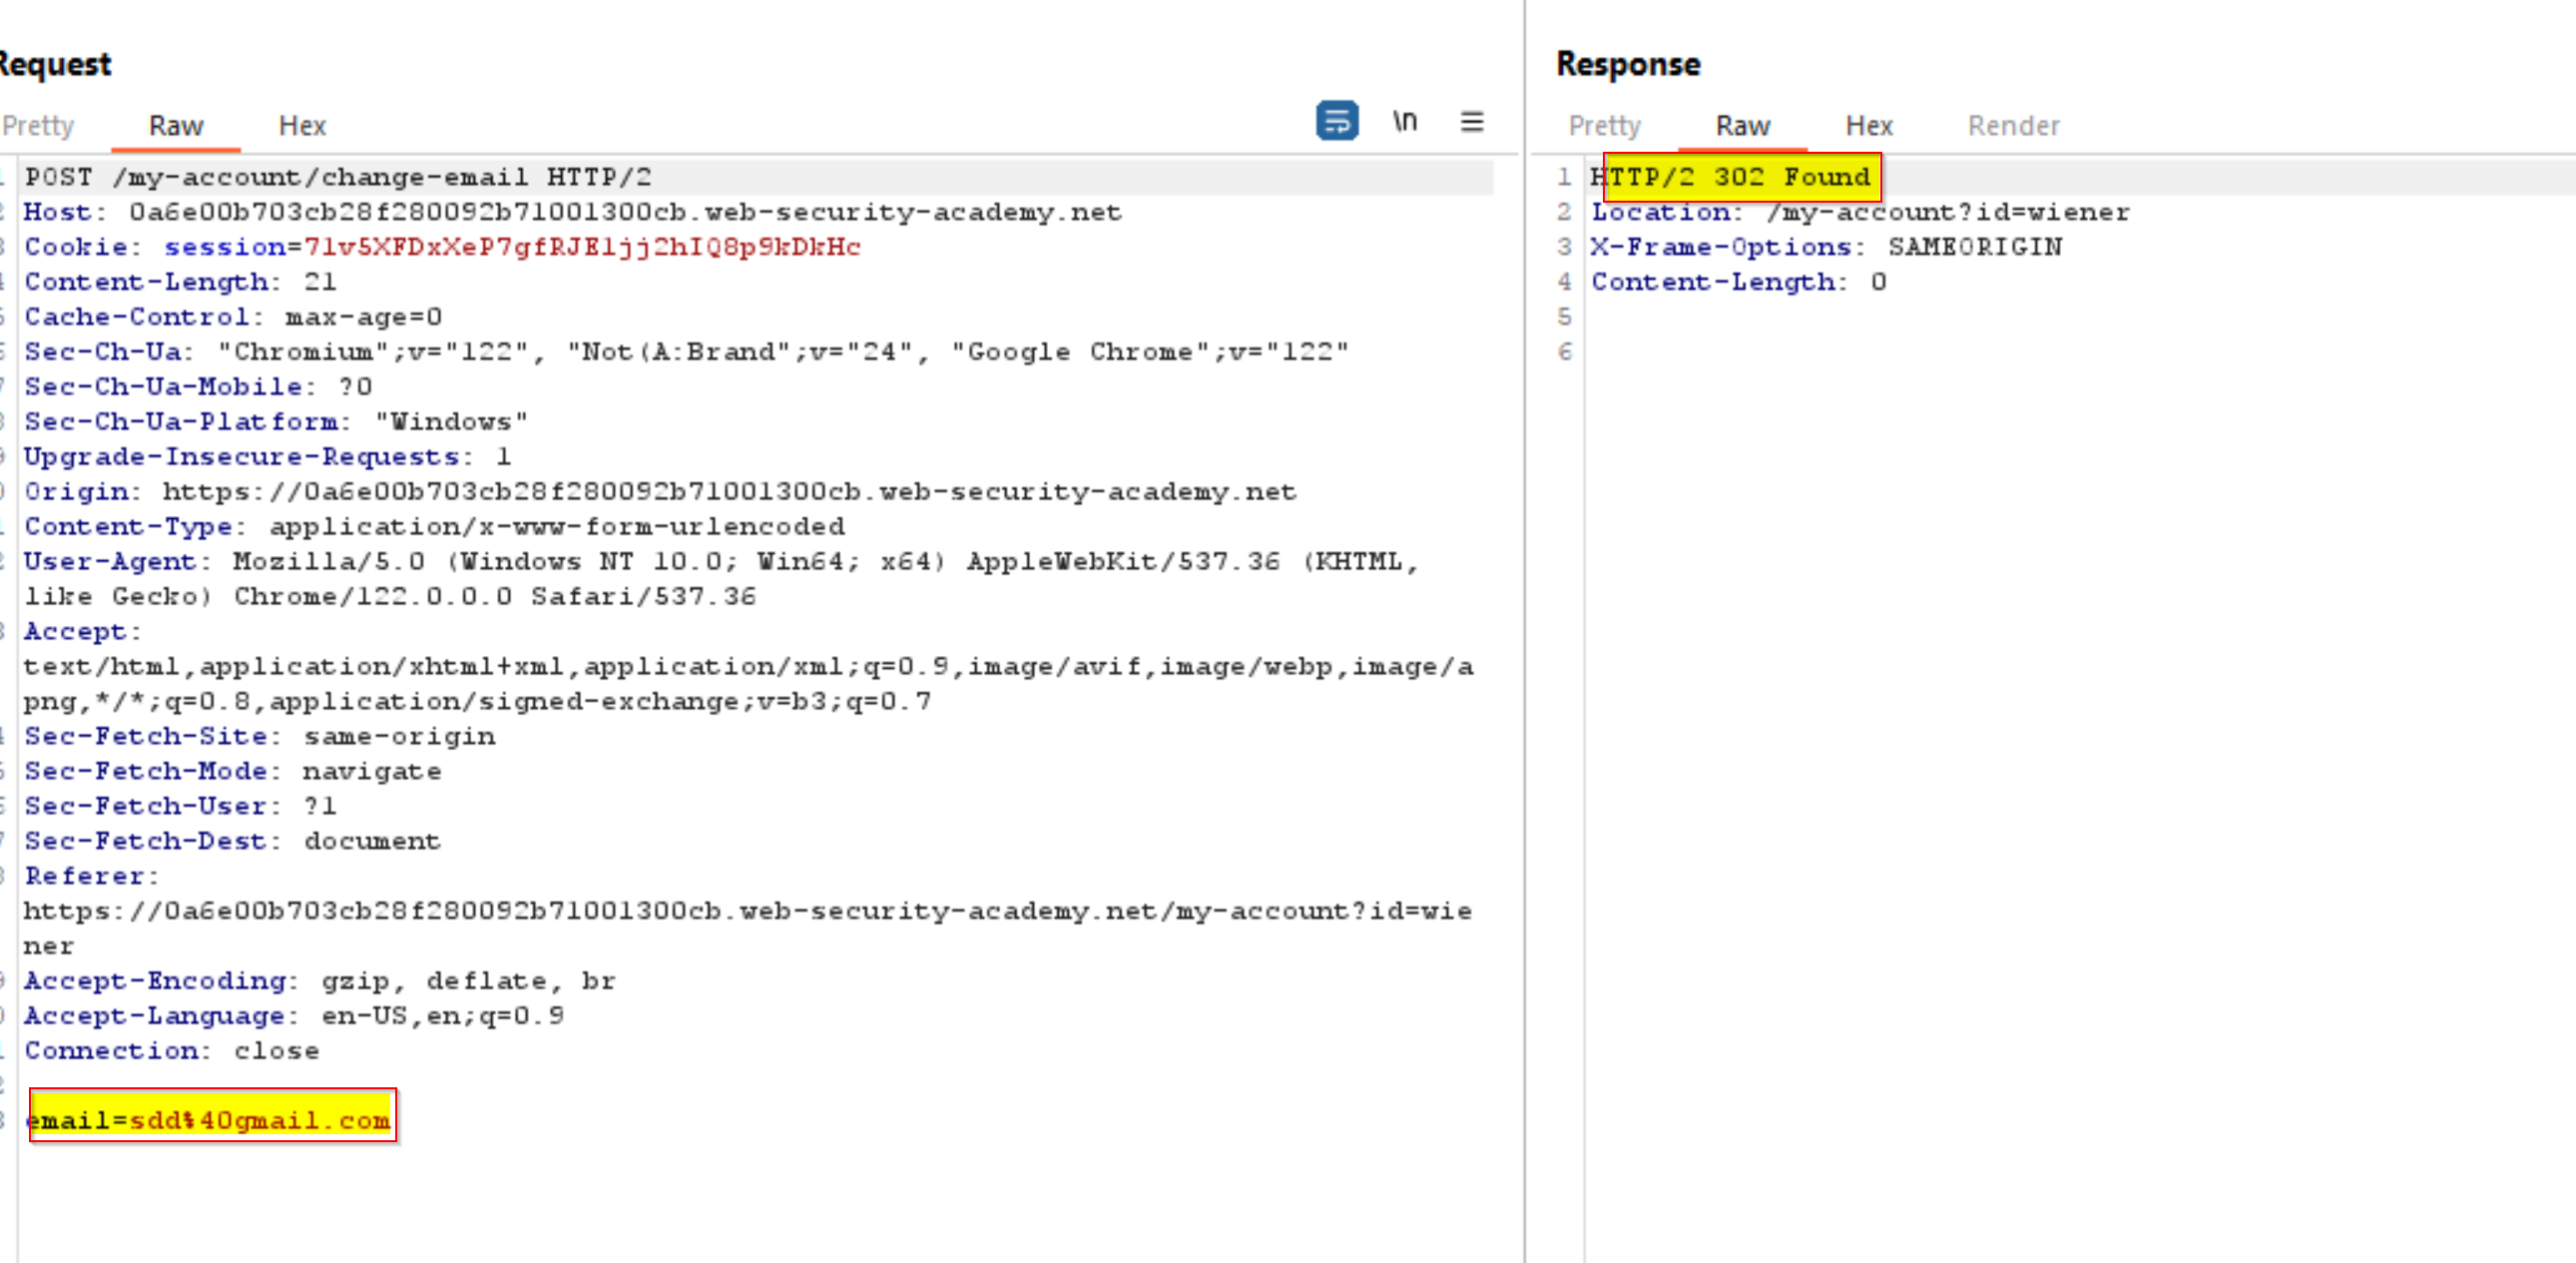 Request
Pretty Raw Hex
\n
POST /my-account/change-email HTTP/2
Host: 0a6e00b703cb28f280092b71001300cb.web-security-academy.net
Cookie: session=7lv5XFDxXeP7gfRJEljj2hIQ8p9kDkHc
Content-Length: 21
Cache-Control: max-age=0
Sec-Ch-Ua: "Chromium";v="122", "Not(A:Brand";v="24", "Google Chrome";v="122"
Sec-Ch-Ua-Mobile: ?0
Sec-Ch-Ua-Platform: "Windows"
Upgrade-Insecure-Requests: 1
Origin: https://0a6e00b703cb28f280092b71001300cb.web-security-academy.net
Content-Type: application/x-www-form-urlencoded
User-Agent: Mozilla/5.0 (Windows NT 10.0; Win64; x64) AppleWebKit/537.36 (KHTML,
like Gecko) Chrome/122.0.0.0 Safari/537.36
Accept:
text/html,application/xhtml+xml,application/xml;q=0.9,image/avif,image/webp,image/a
png,*/*;q=0.8,application/signed-exchange;v=b3;q=0.7
Sec-Fetch-Site: same-origin
Sec-Fetch-Mode: navigate
Sec-Fetch-User: ?1
Sec-Fetch-Dest: document
Referer:
https://0a6e00b703cb28f280092b71001300cb.web-security-academy.net/my-account?id=wie
ner
Accept-Encoding: gzip, deflate, br
Accept-Language: en-US,en;q=0.9
Connection: close
email=sdd%40gmail.com
Response
Pretty Raw Hex Render
1 HTTP/2 302 Found
2 Location: /my-account?id=wiener
3 X-Frame-Options: SAMEORIGIN
4 Content-Length: 0
5
6